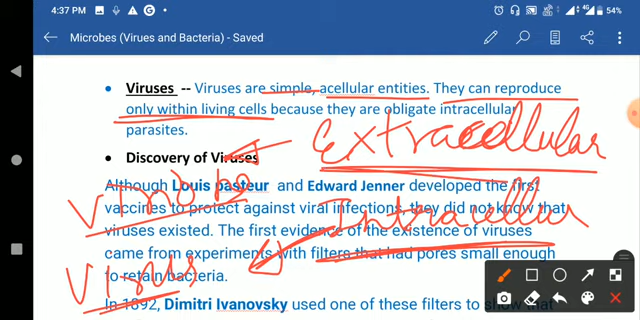 4:37 PM
54%
Microbes (Virues and Bacteria) - Saved
• Viruses -- Viruses are simple, acellular entities. They can reproduce
only within living cells because they are obligate intracellular
parasites.
Extracellular
• Discovery of Viruses
Although Louis pasteur and Edward Jenner developed the first
vaccines to protect against viral infections, they did not know that
viruses existed. The first evidence of the existence of viruses
came from experiments with filters that had pores small enough
to retain bacteria.
Intracellular
Virus
In 1892, Dimitri Ivanovsky used one of these filters to show that